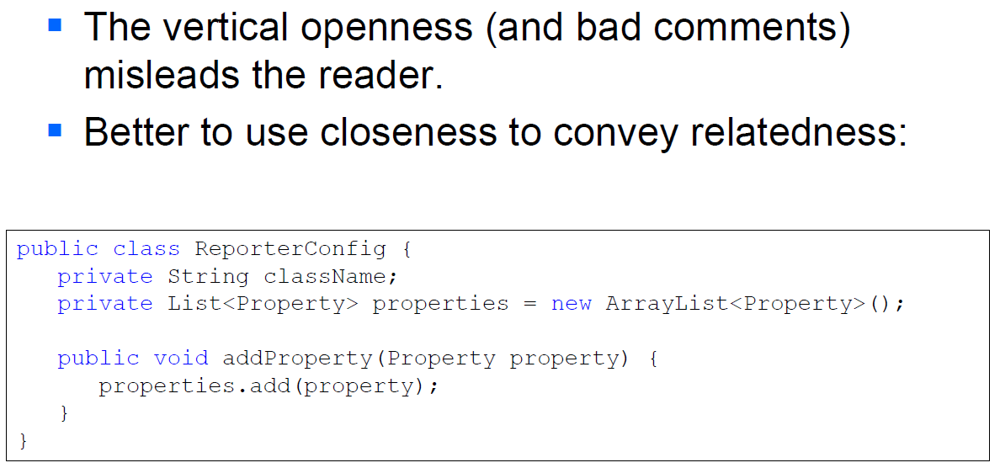 ▪ The vertical openness (and bad comments)
misleads the reader.
▪ Better to use closeness to convey relatedness:
public class ReporterConfig {
   private String className;
   private List<Property> properties = new ArrayList<Property>();

   public void addProperty(Property property) {
      properties.add(property);
   }
}